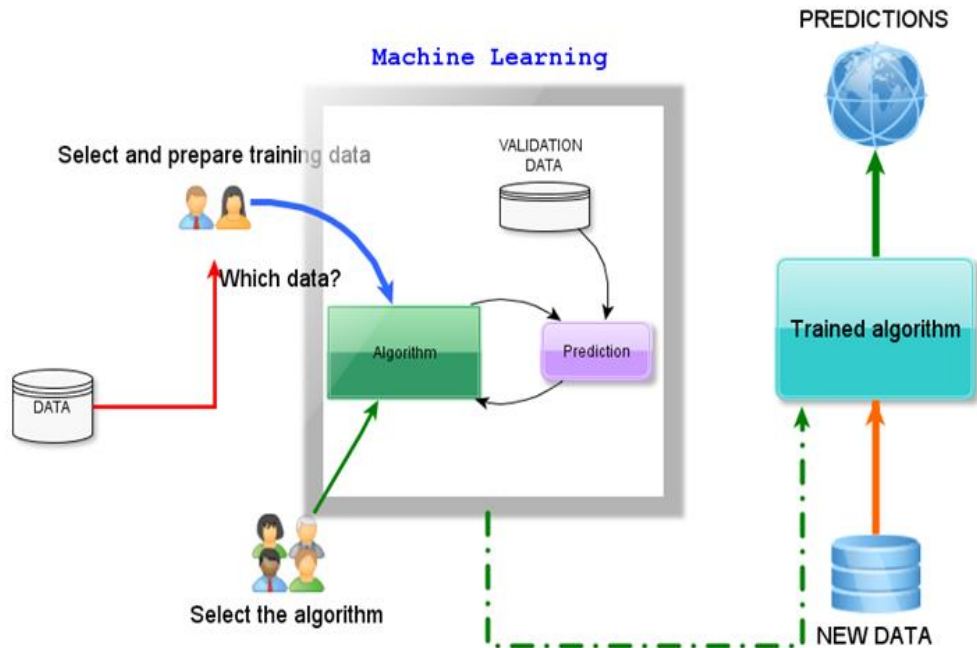 PREDICTIONS
Machine Learning
Select and prepare training data
VALIDATION
DATA
Which data?
Algorithm
Prediction
Trained algorithm
DATA
Select the algorithm
NEW DATA